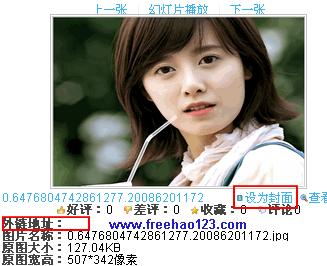 上一张 | 幻灯片播放 | 下一张
0.6476804742861277.20086201172 设为封面 查看
好评：0 差评：0 收藏：0 评论0
外链地址： www.freehao123.com
图片名称：0.6476804742861277.20086201172.jpg
原图大小：127.04KB
原图宽高：507*342像素